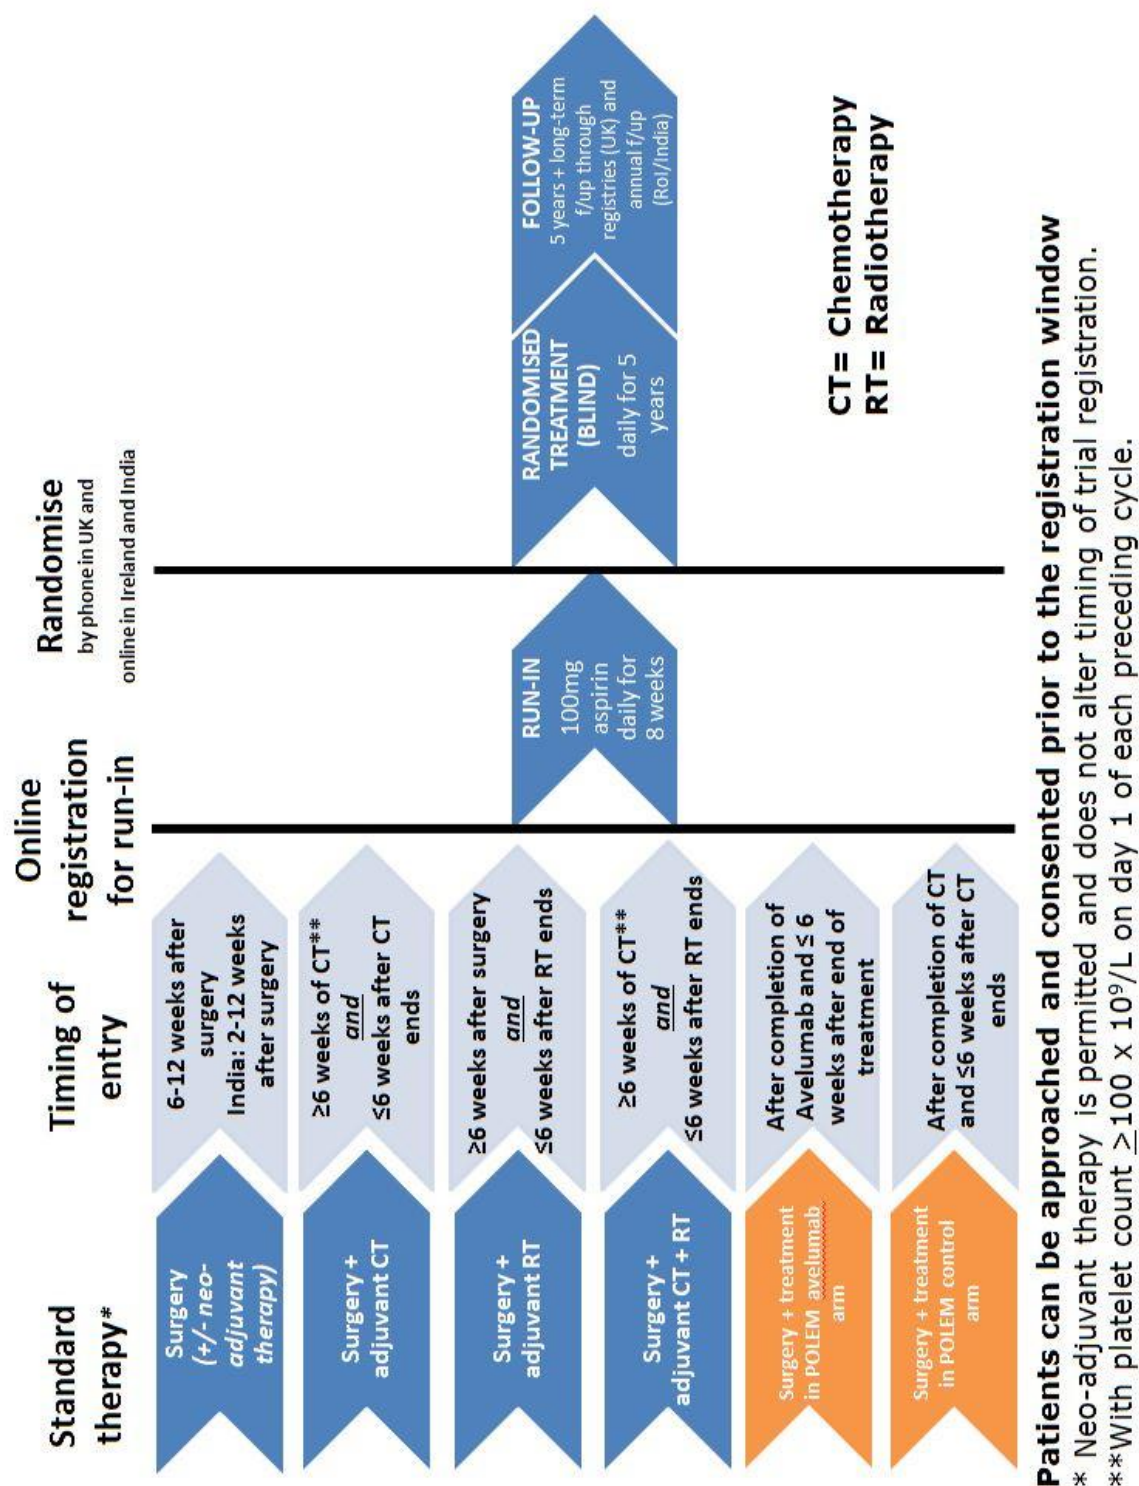 Standard
therapy*
Timing of
entry
Online
registration
for run-in
Randomise
by phone in UK and
online in Ireland and India
Surgery
(+/- neo-
adjuvant
therapy)
6-12 weeks after
surgery
India: 2-12 weeks
after surgery
Surgery +
adjuvant CT
≥6 weeks of CT**
and
≤6 weeks after CT
ends
Surgery +
adjuvant RT
≥6 weeks after surgery
and
≤6 weeks after RT ends
Surgery +
adjuvant CT + RT
≥6 weeks of CT**
and
≤6 weeks after RT ends
Surgery + treatment
in POLEM avelumab
arm
After completion of
Avelumab and ≤ 6
weeks after end of
treatment
Surgery + treatment
in POLEM control
arm
After completion of CT
and ≤6 weeks after CT
ends
RUN-IN
100mg
aspirin
daily for
8 weeks
RANDOMISED
TREATMENT
(BLIND)
daily for 5
years
FOLLOW-UP
5 years + long-term
f/up through
registries (UK) and
annual f/up
(RoI/India)
CT= Chemotherapy
RT= Radiotherapy
Patients can be approached and consented prior to the registration window
* Neo-adjuvant therapy is permitted and does not alter timing of trial registration.
**With platelet count ≥100 x 10⁹/L on day 1 of each preceding cycle.